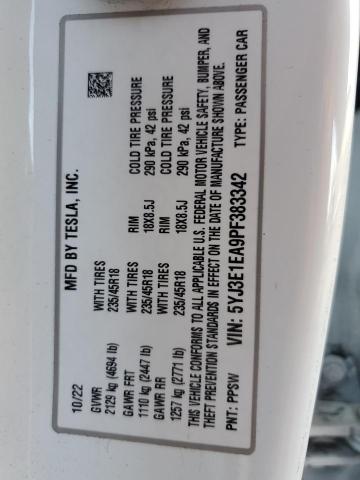 MFD BY TESLA, INC.
10/22
GVWR WITH TIRES RIM COLD TIRE PRESSURE
2129 kg (4694 lb) 235/45R18 18X8.5J 290 kPa, 42 psi
GAWR FRT WITH TIRES RIM COLD TIRE PRESSURE
1110 kg (2447 lb) 235/45R18 18X8.5J 290 kPa, 42 psi
GAWR RR
1257 kg (2771 lb)
THIS VEHICLE CONFORMS TO ALL APPLICABLE U.S. FEDERAL MOTOR VEHICLE SAFETY, BUMPER, AND
THEFT PREVENTION STANDARDS IN EFFECT ON THE DATE OF MANUFACTURE SHOWN ABOVE.
VIN: 5YJ3E1EA9PF383342
PNT: PPSW TYPE: PASSENGER CAR